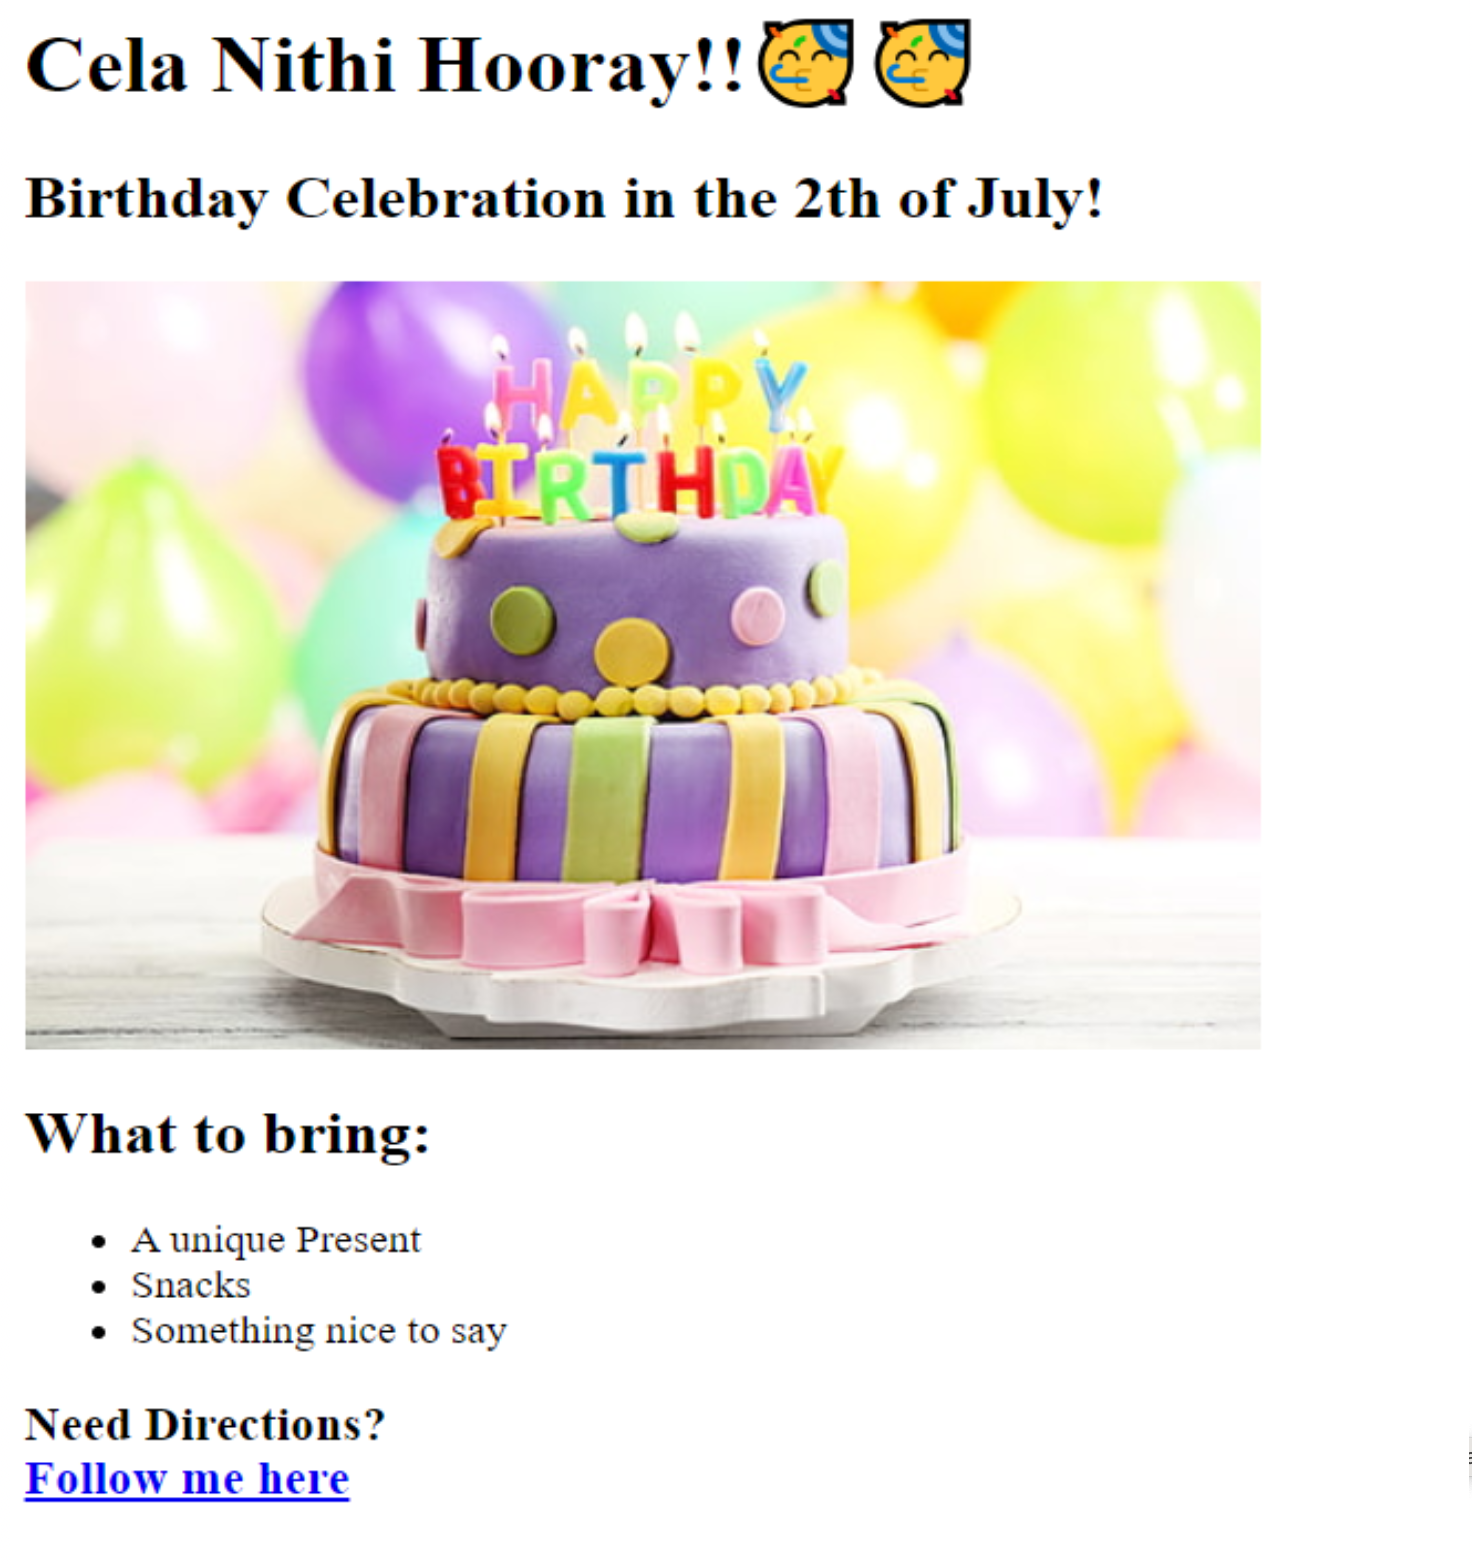 Cela Nithi Hooray!!🥳 🥳
Birthday Celebration in the 2th of July!
HAPPY
BIRTHDAY
What to bring:
• A unique Present
• Snacks
• Something nice to say
Need Directions?
Follow me here